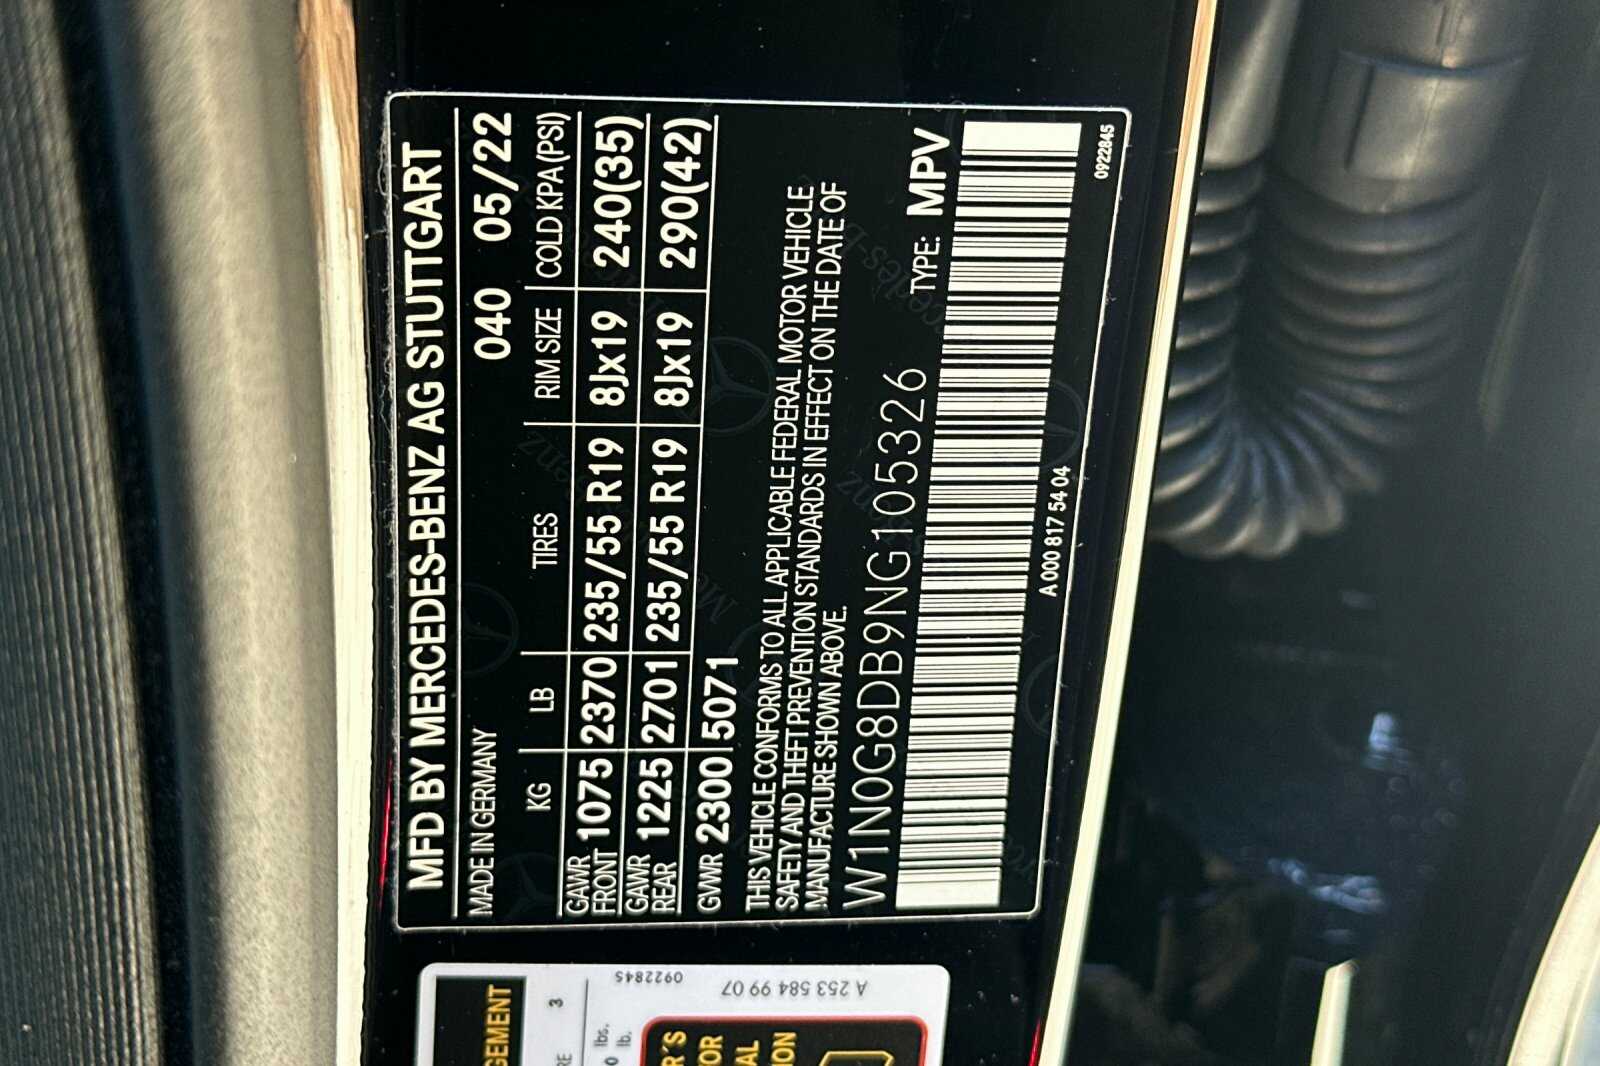 MFD BY MERCEDES-BENZ AG STUTTGART
MADE IN GERMANY 040 05/22
KG LB TIRES RIM SIZE COLD KPA (PSI)
GAWR FRONT 1075 2370 235/55 R19 8Jx19 240(35)
GAWR REAR 1225 2701 235/55 R19 8Jx19 290(42)
GVWR 2300 5071
THIS VEHICLE CONFORMS TO ALL APPLICABLE FEDERAL MOTOR VEHICLE
SAFETY AND THEFT PREVENTION STANDARDS IN EFFECT ON THE DATE OF
MANUFACTURE SHOWN ABOVE.
W1N0G8DB9NG105326 TYPE: MPV
A 000 817 54 04
0922845
GEMENT
3
lbs.
lb.
0922845
A 253 584 99 07